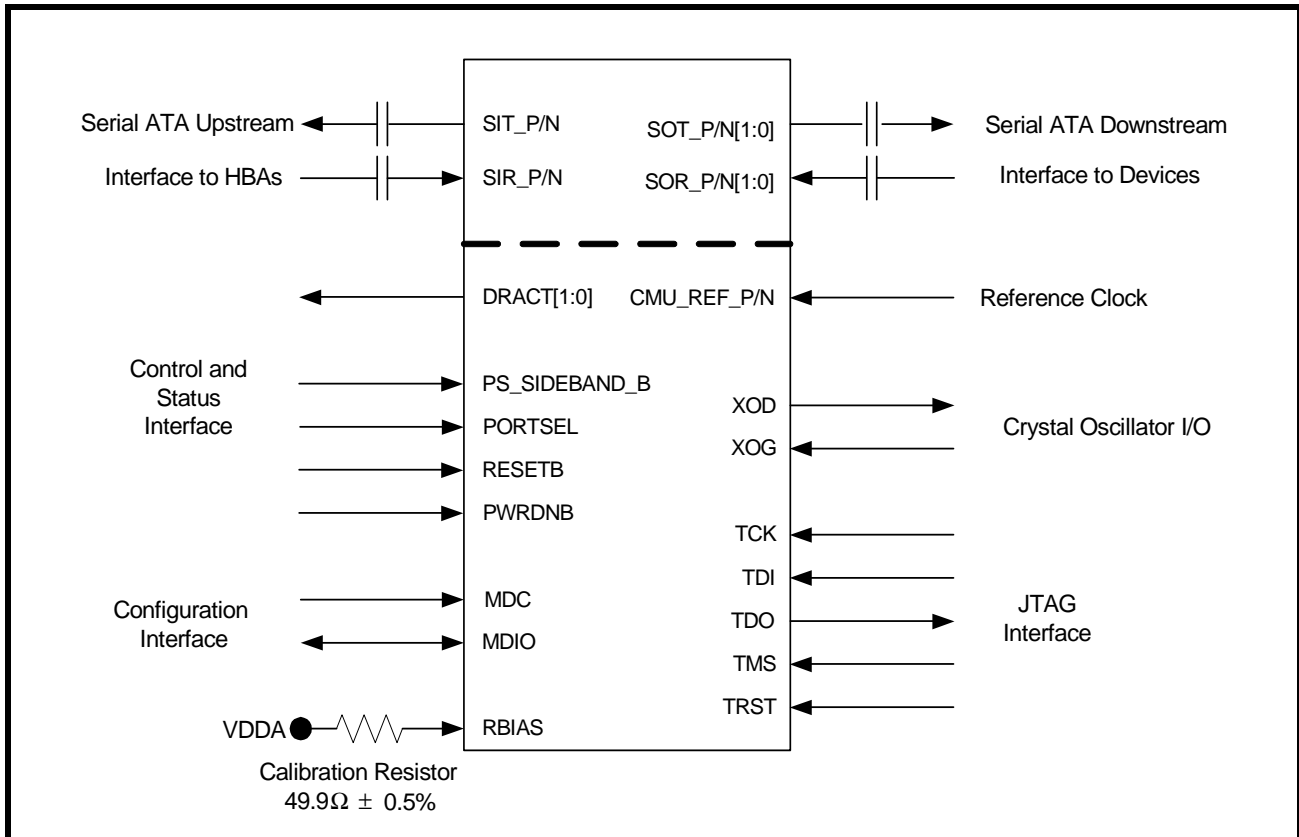 Serial ATA Upstream
SIT_P/N
SOT_P/N[1:0]
Serial ATA Downstream
Interface to HBAs
SIR_P/N
SOR_P/N[1:0]
Interface to Devices
DRACT[1:0]
CMU_REF_P/N
Reference Clock
Control and
Status
Interface
PS_SIDEBAND_B
PORTSEL
RESETB
PWRDNB
XOD
XOG
Crystal Oscillator I/O
Configuration
Interface
MDC
MDIO
TCK
TDI
TDO
TMS
TRST
JTAG
Interface
VDDA
RBIAS
Calibration Resistor
49.9Ω ± 0.5%